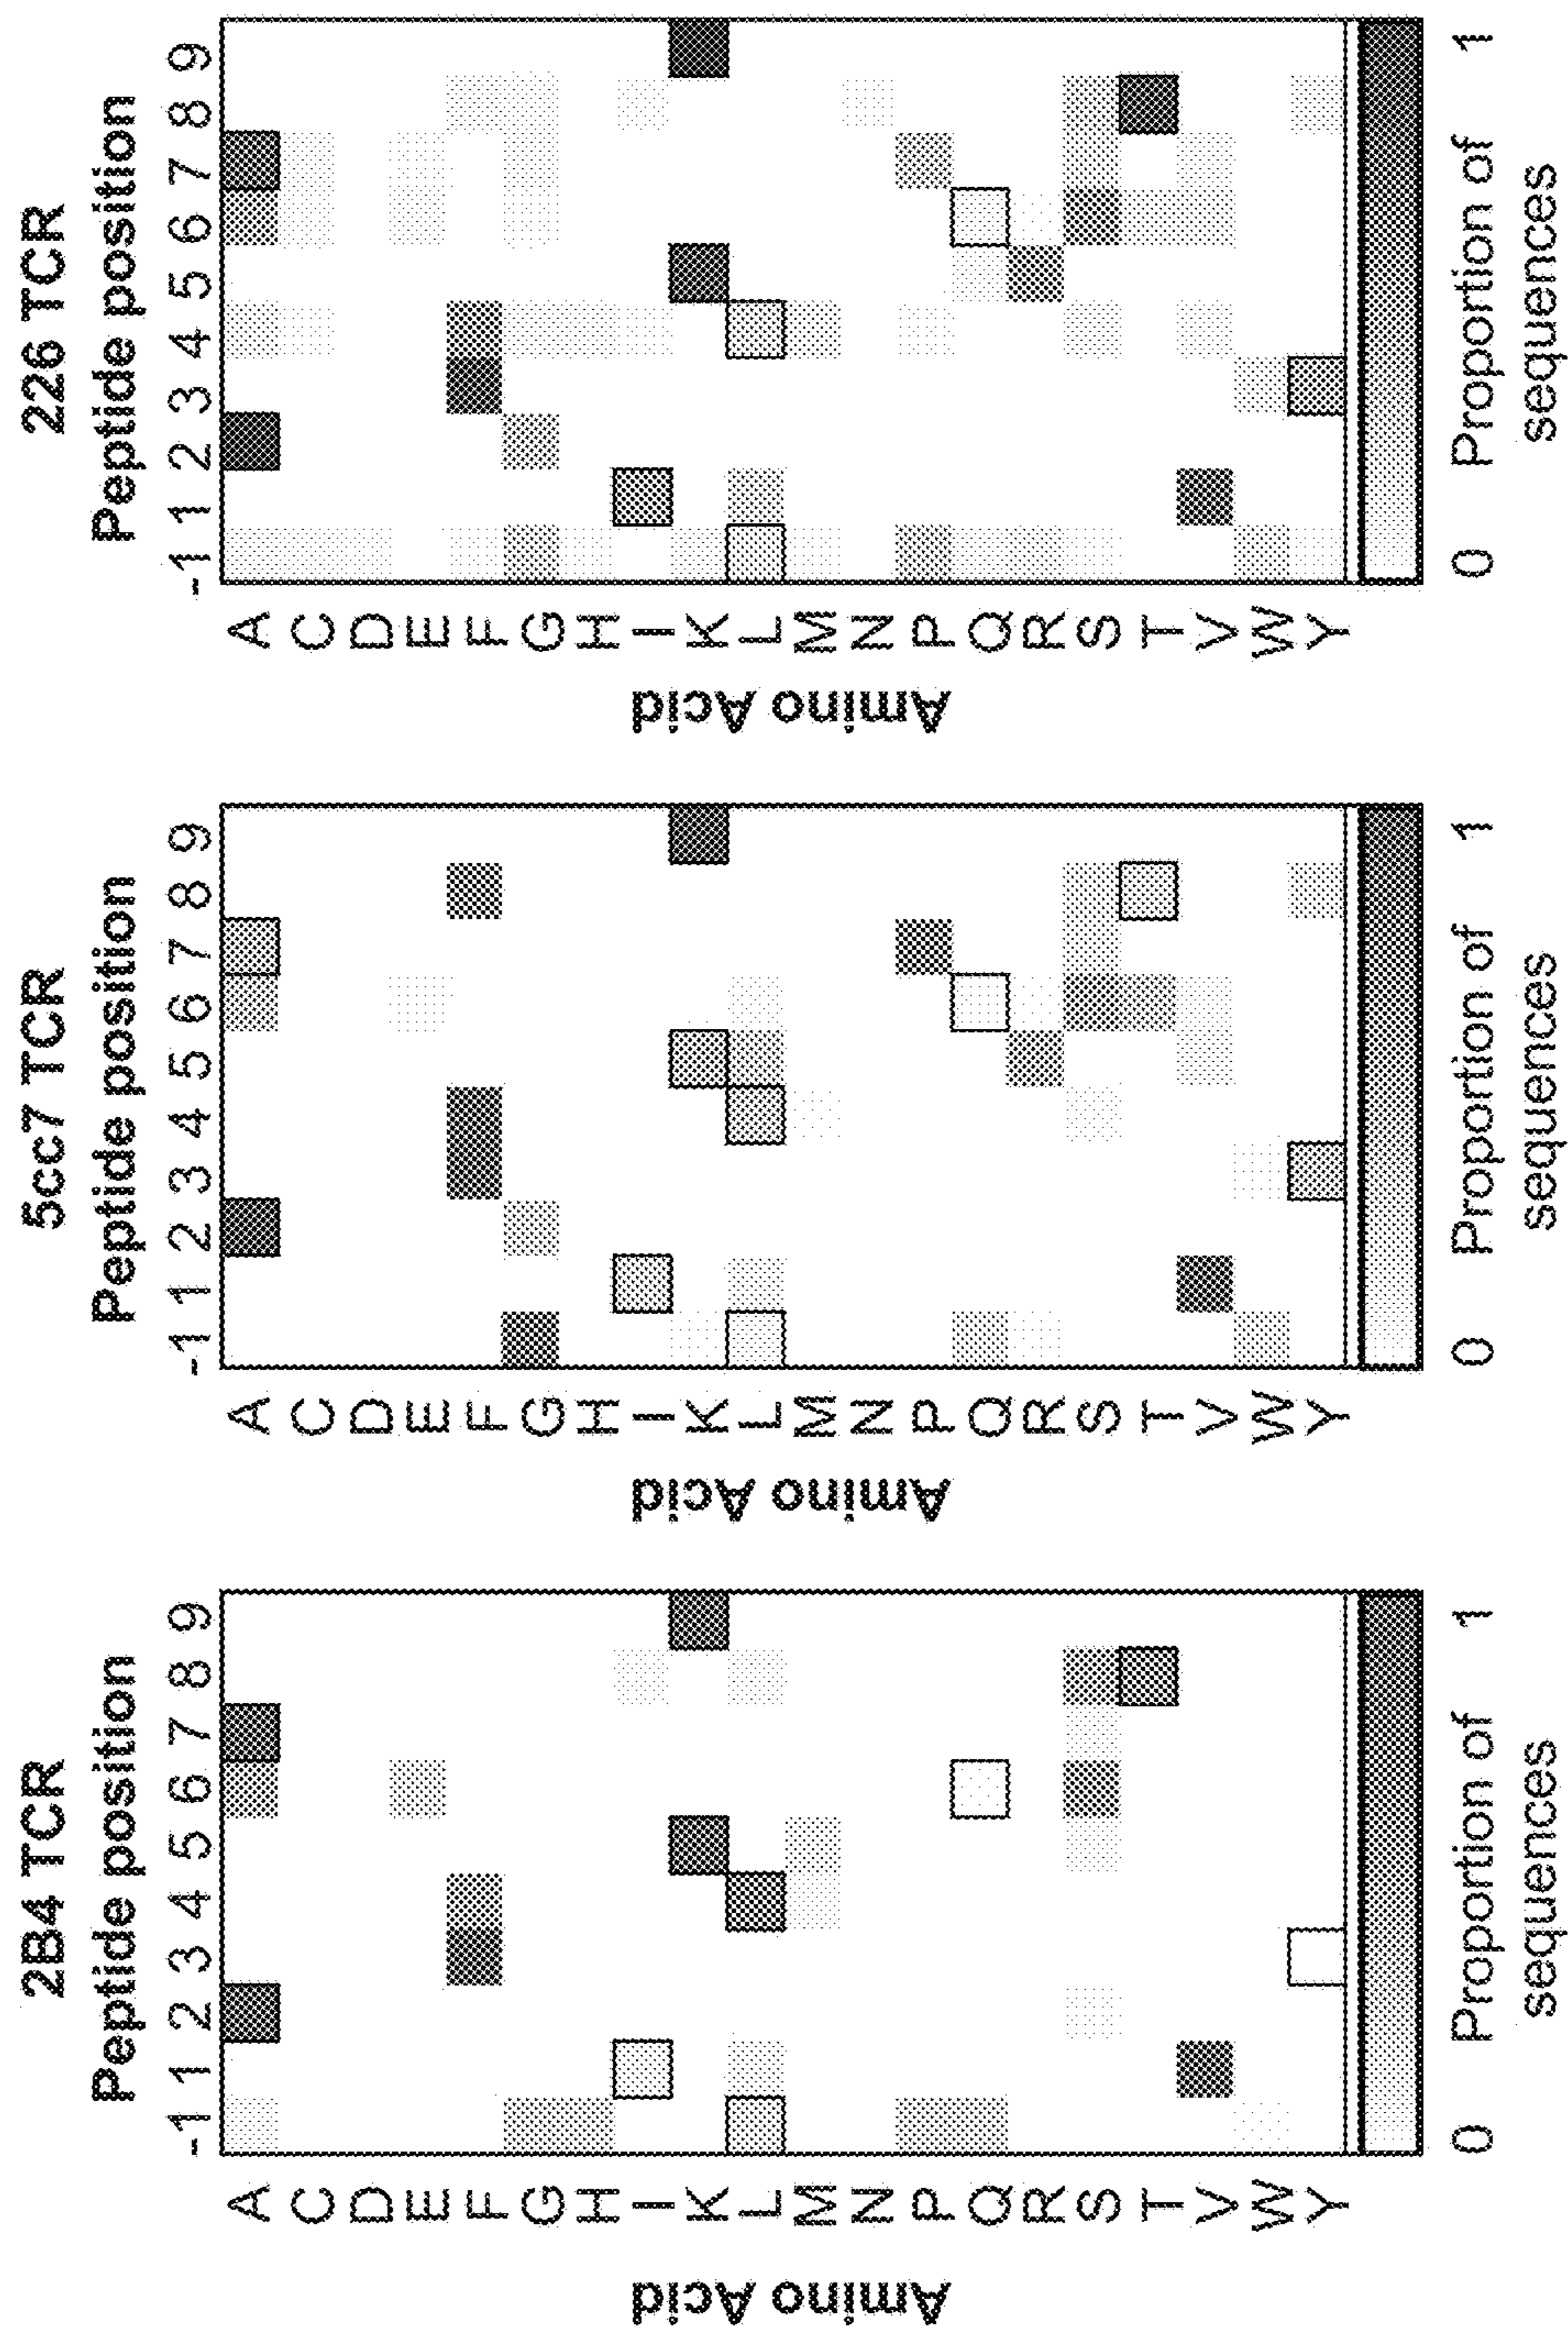 2B4 TCR
Peptide position
-1 1 2 3 4 5 6 7 8 9
Amino Acid
A
C
D
E
F
G
H
I
K
L
M
N
P
Q
R
S
T
V
W
Y
0 Proportion of 1
sequences
5cc7 TCR
Peptide position
-1 1 2 3 4 5 6 7 8 9
Amino Acid
A
C
D
E
F
G
H
I
K
L
M
N
P
Q
R
S
T
V
W
Y
0 Proportion of 1
sequences
226 TCR
Peptide position
-1 1 2 3 4 5 6 7 8 9
Amino Acid
A
C
D
E
F
G
H
I
K
L
M
N
P
Q
R
S
T
V
W
Y
0 Proportion of 1
sequences